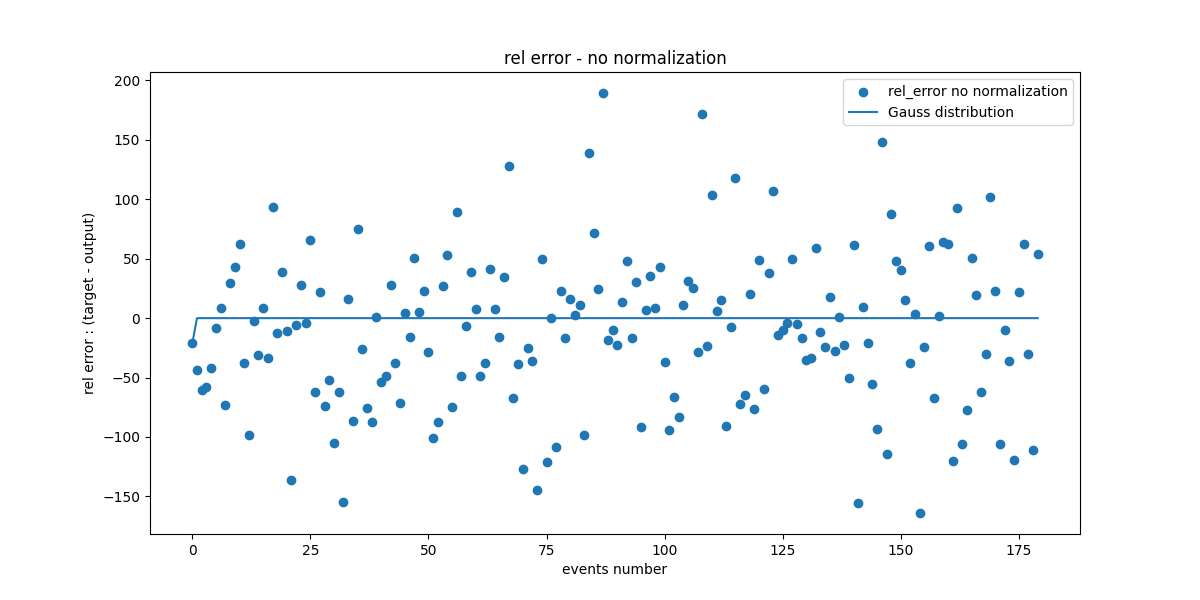 rel error - no normalization
rel_error no normalization
Gauss distribution
rel error : (target - output)
200
150
100
50
0
−50
−100
−150
0 25 50 75 100 125 150 175
events number